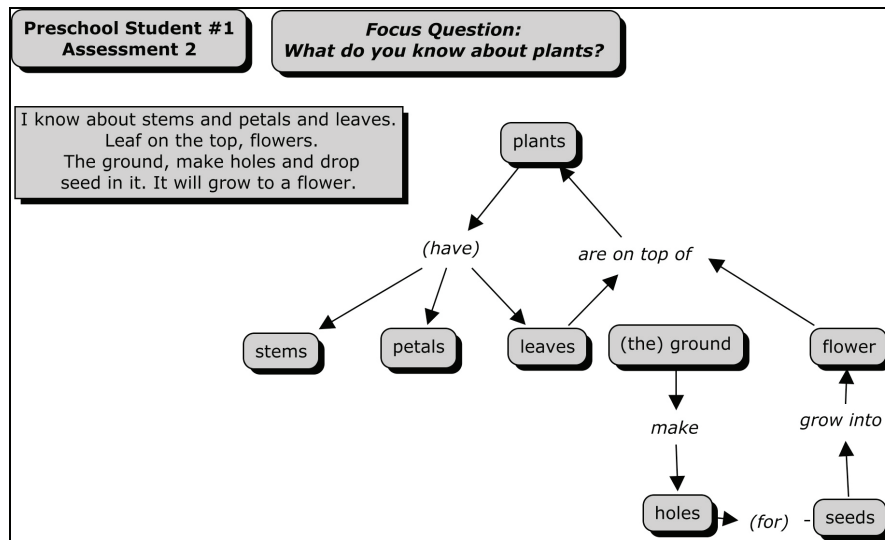 Preschool Student #1
Assessment 2
Focus Question:
What do you know about plants?
I know about stems and petals and leaves.
Leaf on the top, flowers.
The ground, make holes and drop
seed in it. It will grow to a flower.
plants
(have)
are on top of
stems
petals
leaves
(the) ground
flower
make
grow into
holes
(for)
seeds